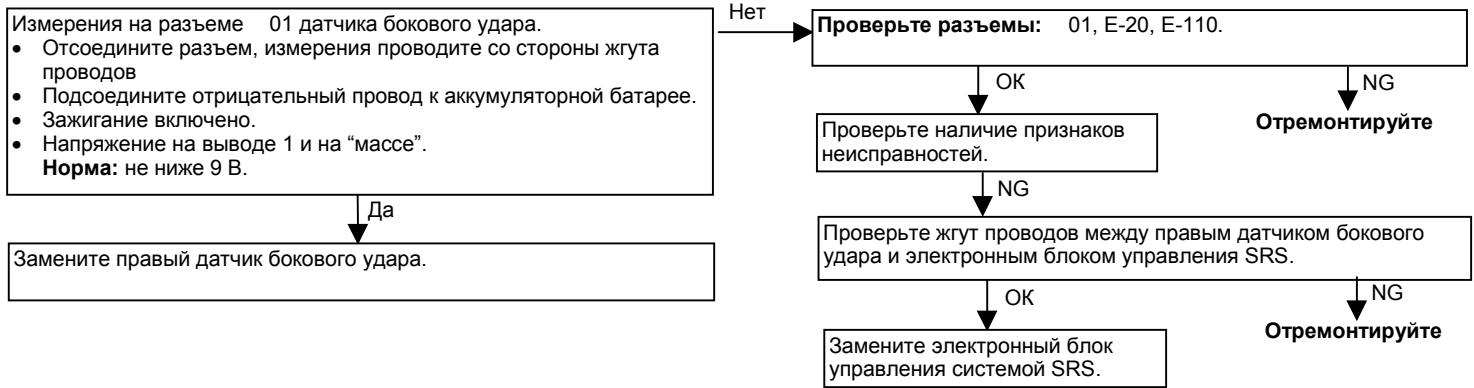 Измерения на разъеме 01 датчика бокового удара.
• Отсоедините разъем, измерения проводите со стороны жгута
проводов
• Подсоедините отрицательный провод к аккумуляторной батарее.
• Зажигание включено.
• Напряжение на выводе 1 и на “массе”.
Норма: не ниже 9 В.
Да
Замените правый датчик бокового удара.
Нет
Проверьте разъемы: 01, E-20, E-110.
ОК
NG
Отремонтируйте
Проверьте наличие признаков
неисправностей.
NG
Проверьте жгут проводов между правым датчиком бокового
удара и электронным блоком управления SRS.
ОК
NG
Отремонтируйте
Замените электронный блок
управления системой SRS.